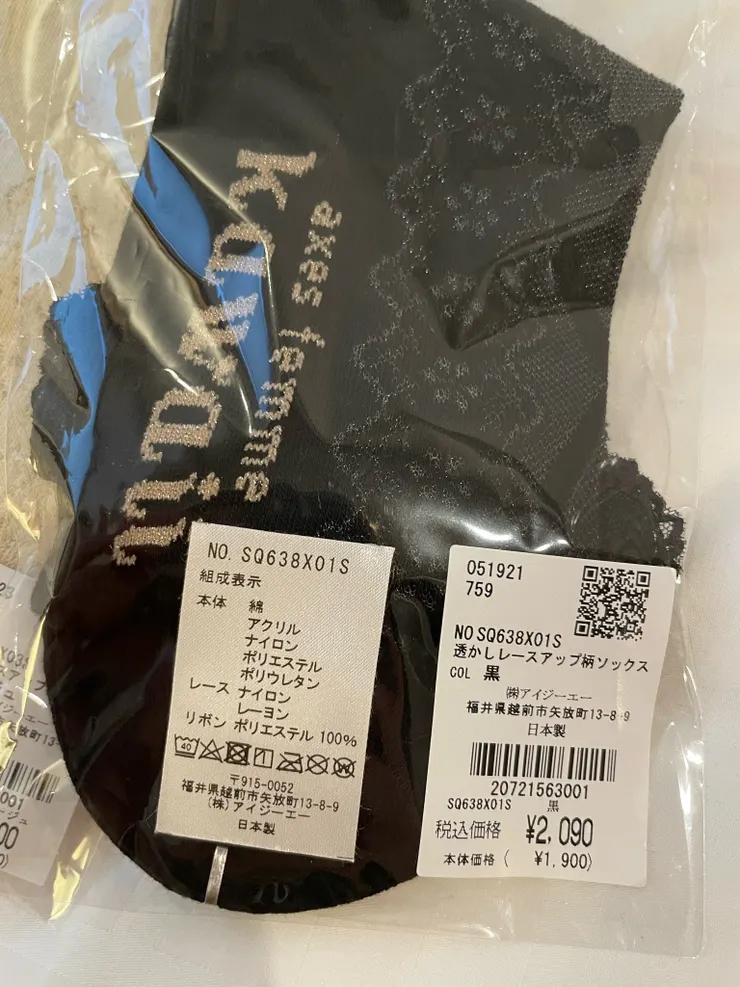 axes femme
kawaii
NO. SQ638X01S
組成表示
本体 綿
アクリル
ナイロン
ポリエステル
ポリウレタン
レース ナイロン
レーヨン
リボン ポリエステル 100%
40
〒915-0052
福井県越前市矢放町13-8-9
(株)アイジーエー
日本製
051921
759
NO SQ638X01S
透かしレースアップ柄ソックス
COL 黒
(株)アイジーエー
福井県越前市矢放町13-8-9
日本製
20721563001
SQ638X01S 黒
税込価格 ¥2,090
本体価格 ( ¥1,900)